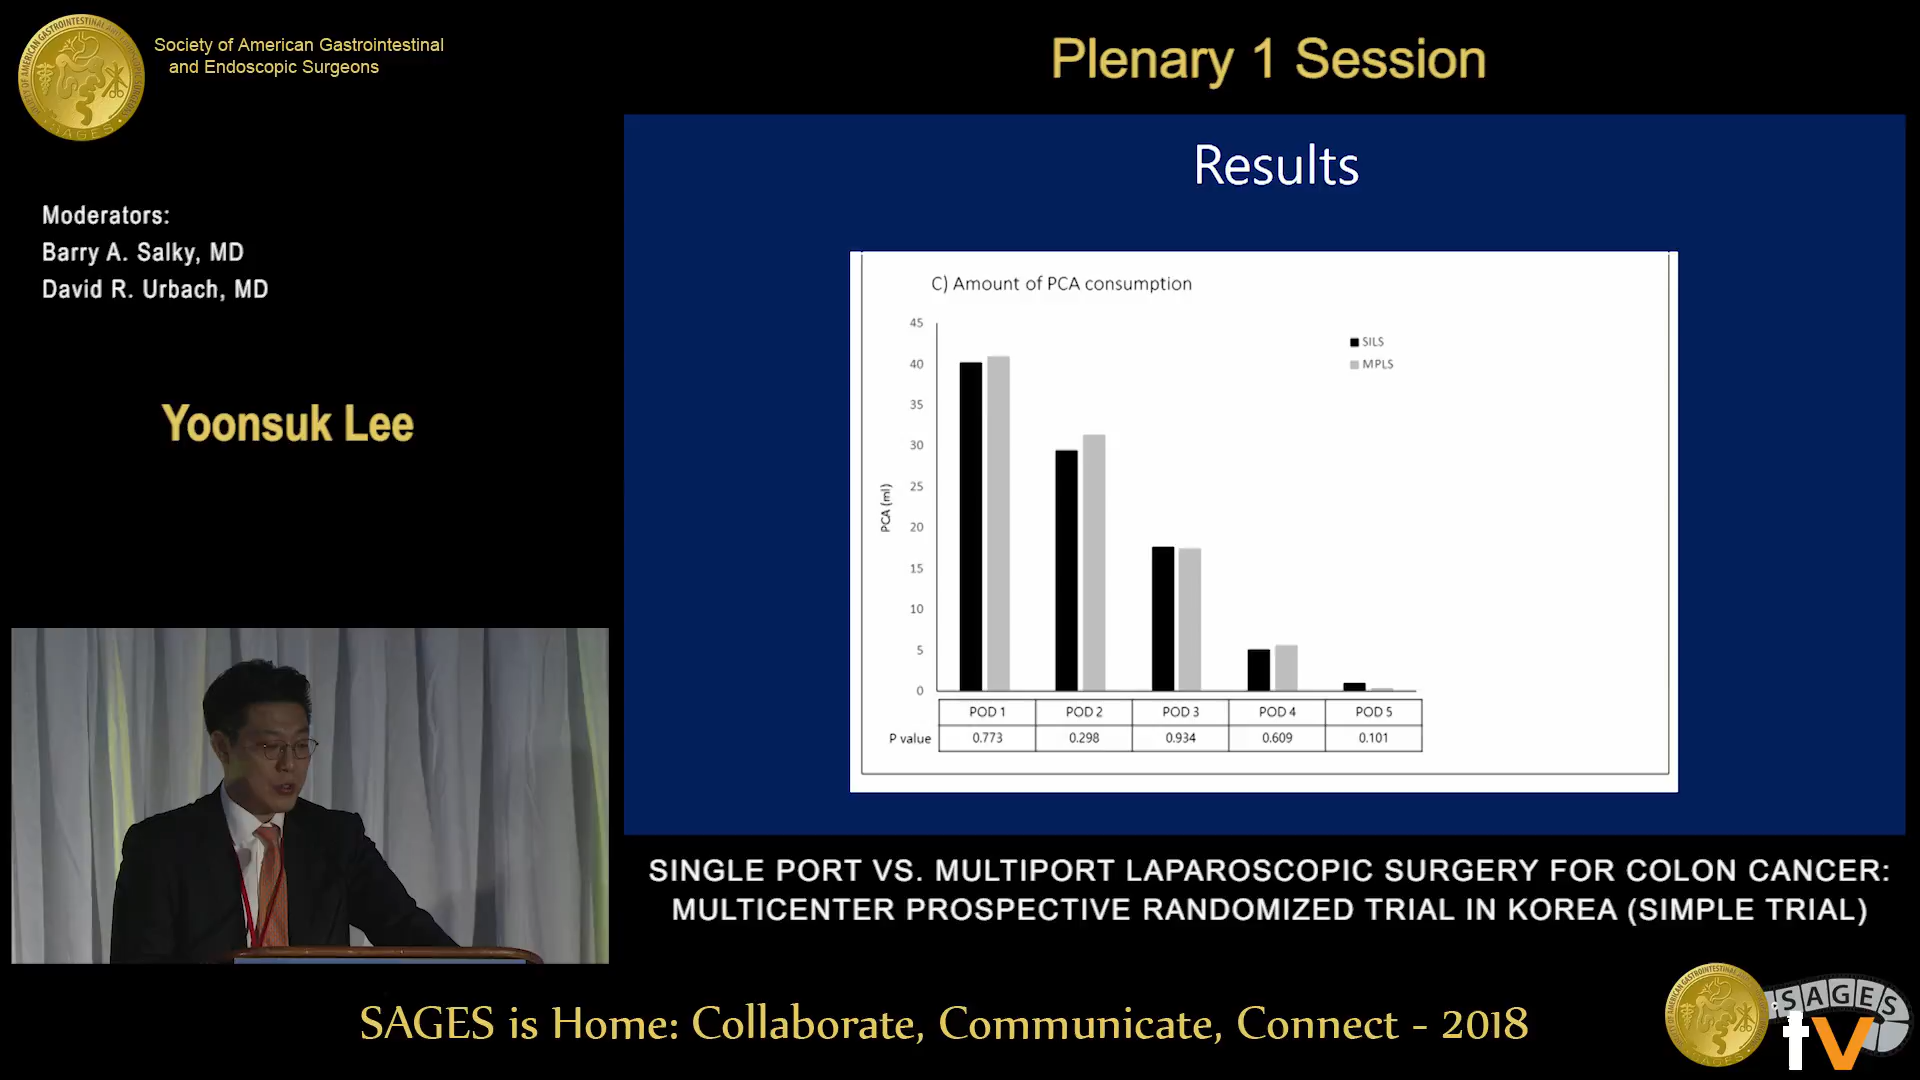 Society of American Gastrointestinal
and Endoscopic Surgeons
Plenary 1 Session
Moderators:
Barry A. Salky, MD
David R. Urbach, MD
Yoonsuk Lee
Results
C) Amount of PCA consumption
45
40
35
30
25
20
15
10
5
0
PCA (ml)
SILS
MPLS
POD 1 POD 2 POD 3 POD 4 POD 5
P value 0.773 0.298 0.934 0.609 0.101
SINGLE PORT VS. MULTIPORT LAPAROSCOPIC SURGERY FOR COLON CANCER:
MULTICENTER PROSPECTIVE RANDOMIZED TRIAL IN KOREA (SIMPLE TRIAL)
SAGES is Home: Collaborate, Communicate, Connect - 2018
SAGES
tv